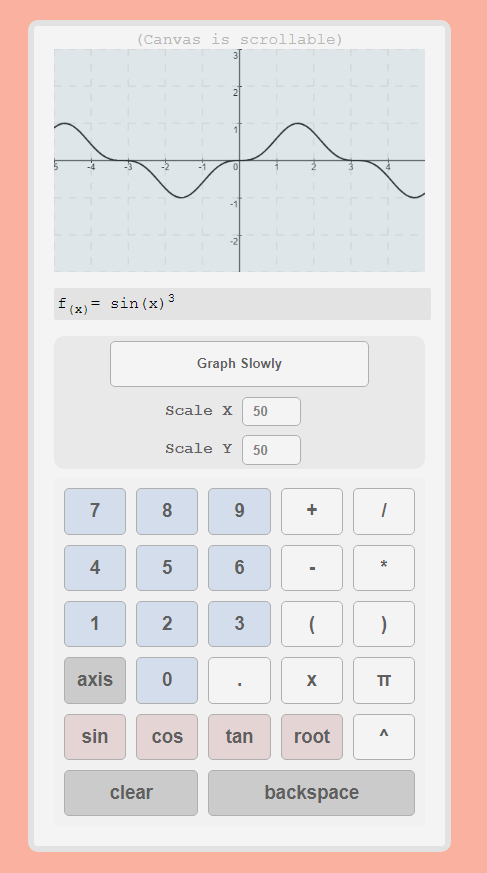 (Canvas is scrollable)
3
2
1
5 -4 -3 -2 -1 0 1 2 3 4
-1
-2
f(x)= sin(x)³
Graph Slowly
Scale X 50
Scale Y 50
7 8 9 + /
4 5 6 - *
1 2 3 ( )
axis 0 . x π
sin cos tan root ^
clear backspace